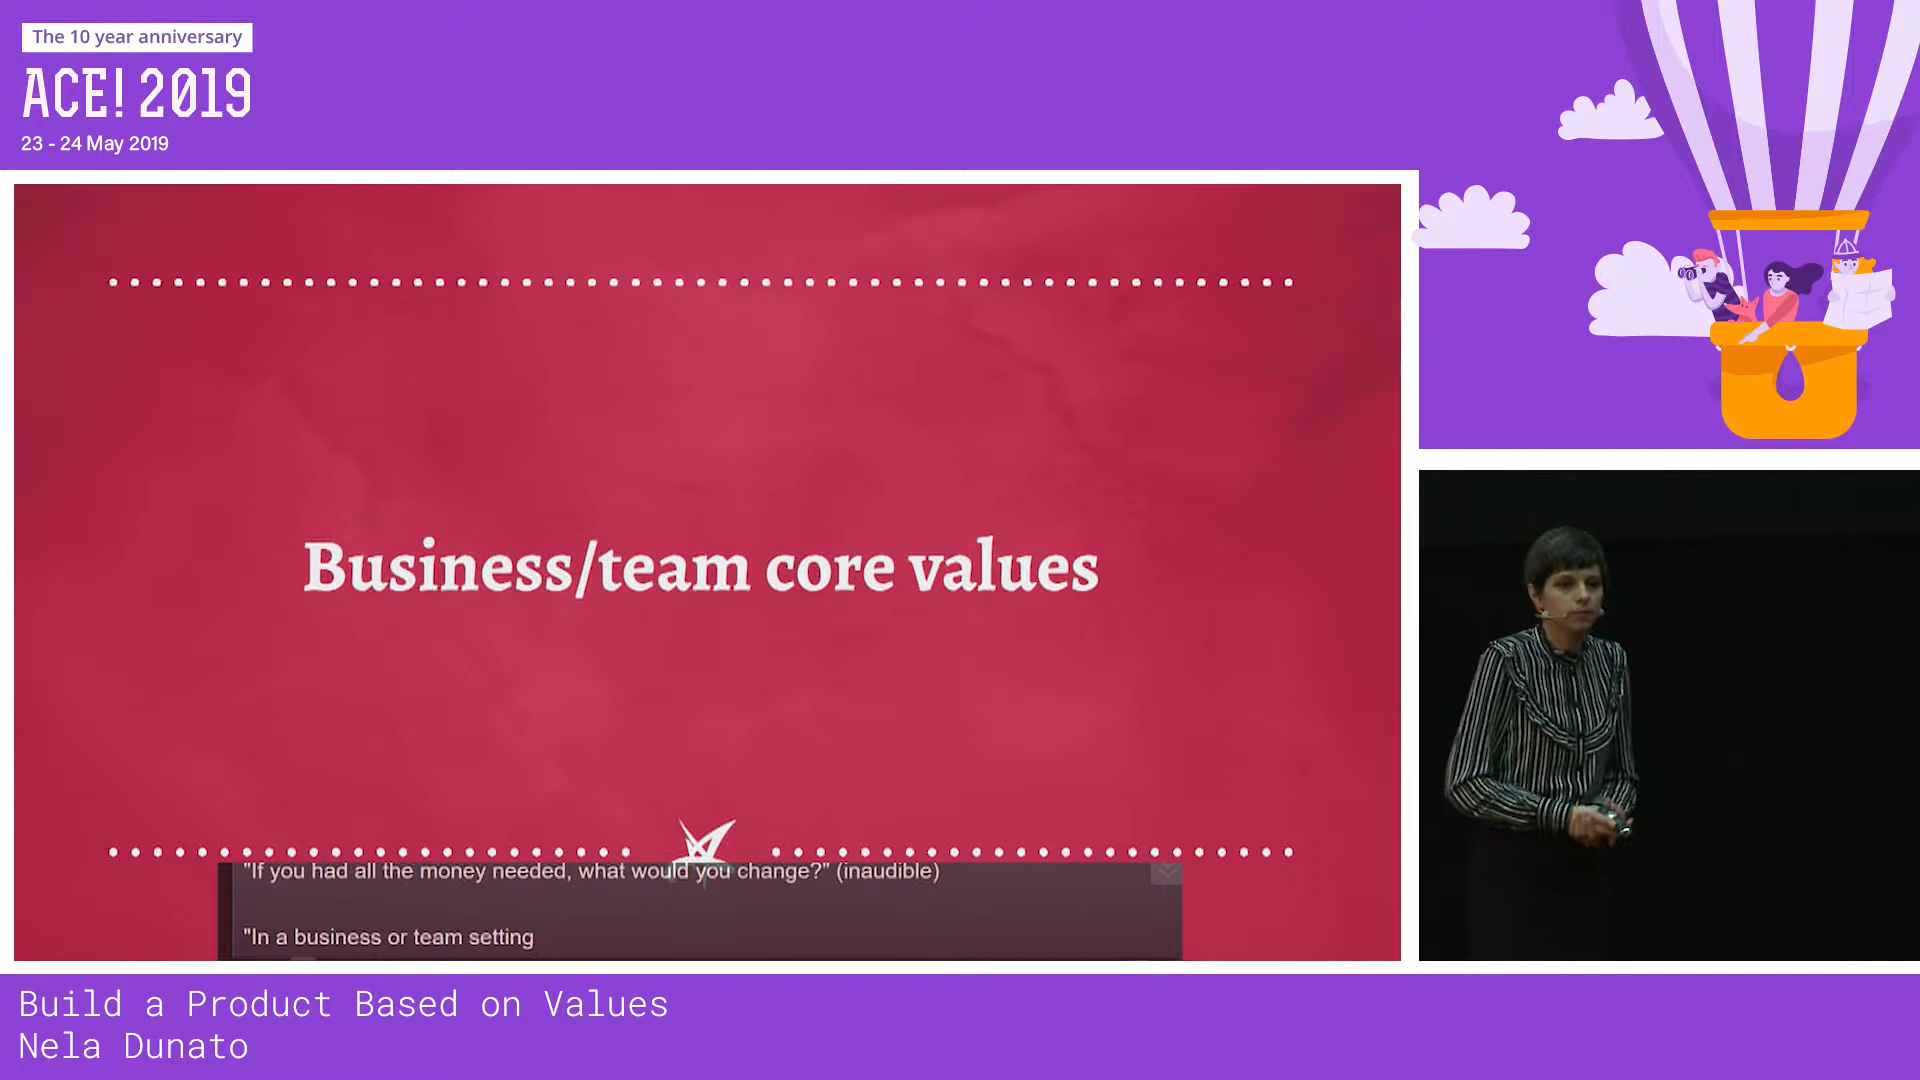 The 10 year anniversary
ACE! 2019
23 - 24 May 2019
Business/team core values
"If you had all the money needed, what would you change?" (inaudible)
"In a business or team setting
Build a Product Based on Values
Nela Dunato